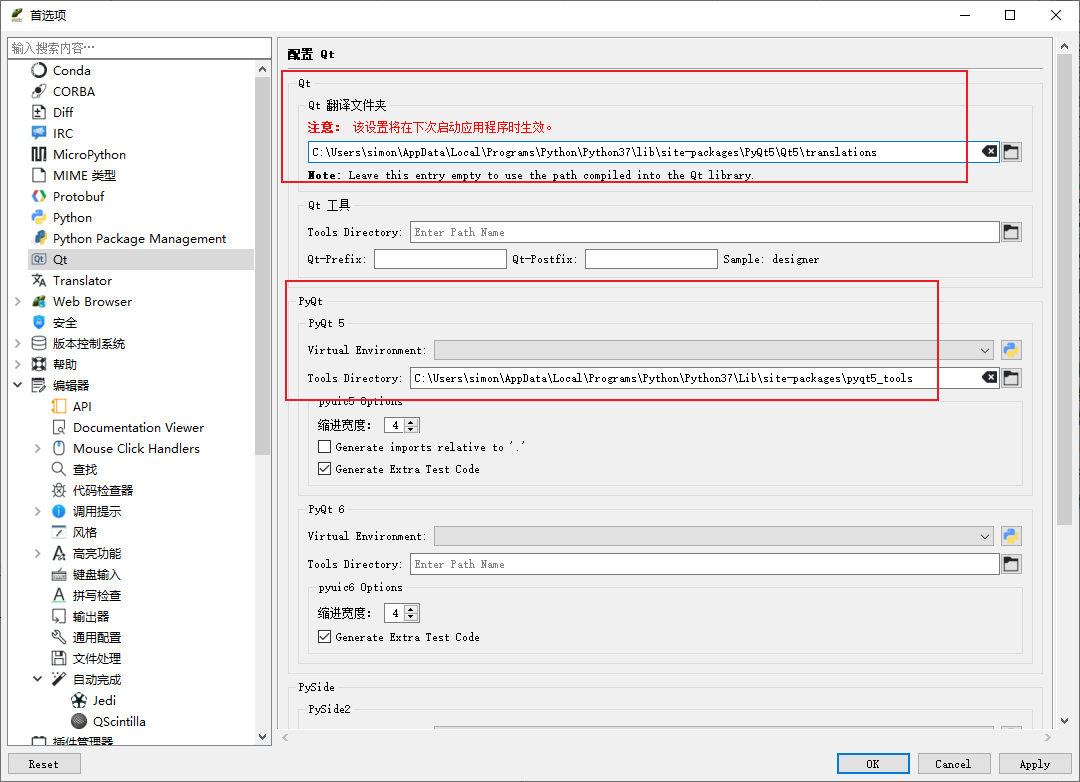 首选项
输入搜索内容…
Conda
CORBA
Diff
IRC
MicroPython
MIME 类型
Protobuf
Python
Python Package Management
Qt
Translator
Web Browser
安全
版本控制系统
帮助
编辑器
API
Documentation Viewer
Mouse Click Handlers
查找
代码检查器
调用提示
风格
高亮功能
键盘输入
拼写检查
输出器
通用配置
文件处理
自动完成
Jedi
QScintilla
插件管理器
配置 Qt
Qt
Qt 翻译文件夹
注意： 该设置将在下次启动应用程序时生效。
C:\Users\simon\AppData\Local\Programs\Python\Python37\lib\site-packages\PyQt5\Qt5\translations
Note: Leave this entry empty to use the path compiled into the Qt library.
Qt 工具
Tools Directory: Enter Path Name
Qt-Prefix: Qt-Postfix: Sample: designer
PyQt
PyQt 5
Virtual Environment:
Tools Directory: C:\Users\simon\AppData\Local\Programs\Python\Python37\Lib\site-packages\pyqt5_tools
pyuic5 Options
缩进宽度： 4
Generate imports relative to '.'
Generate Extra Test Code
PyQt 6
Virtual Environment:
Tools Directory: Enter Path Name
pyuic6 Options
缩进宽度： 4
Generate Extra Test Code
PySide
PySide2
Reset OK Cancel Apply